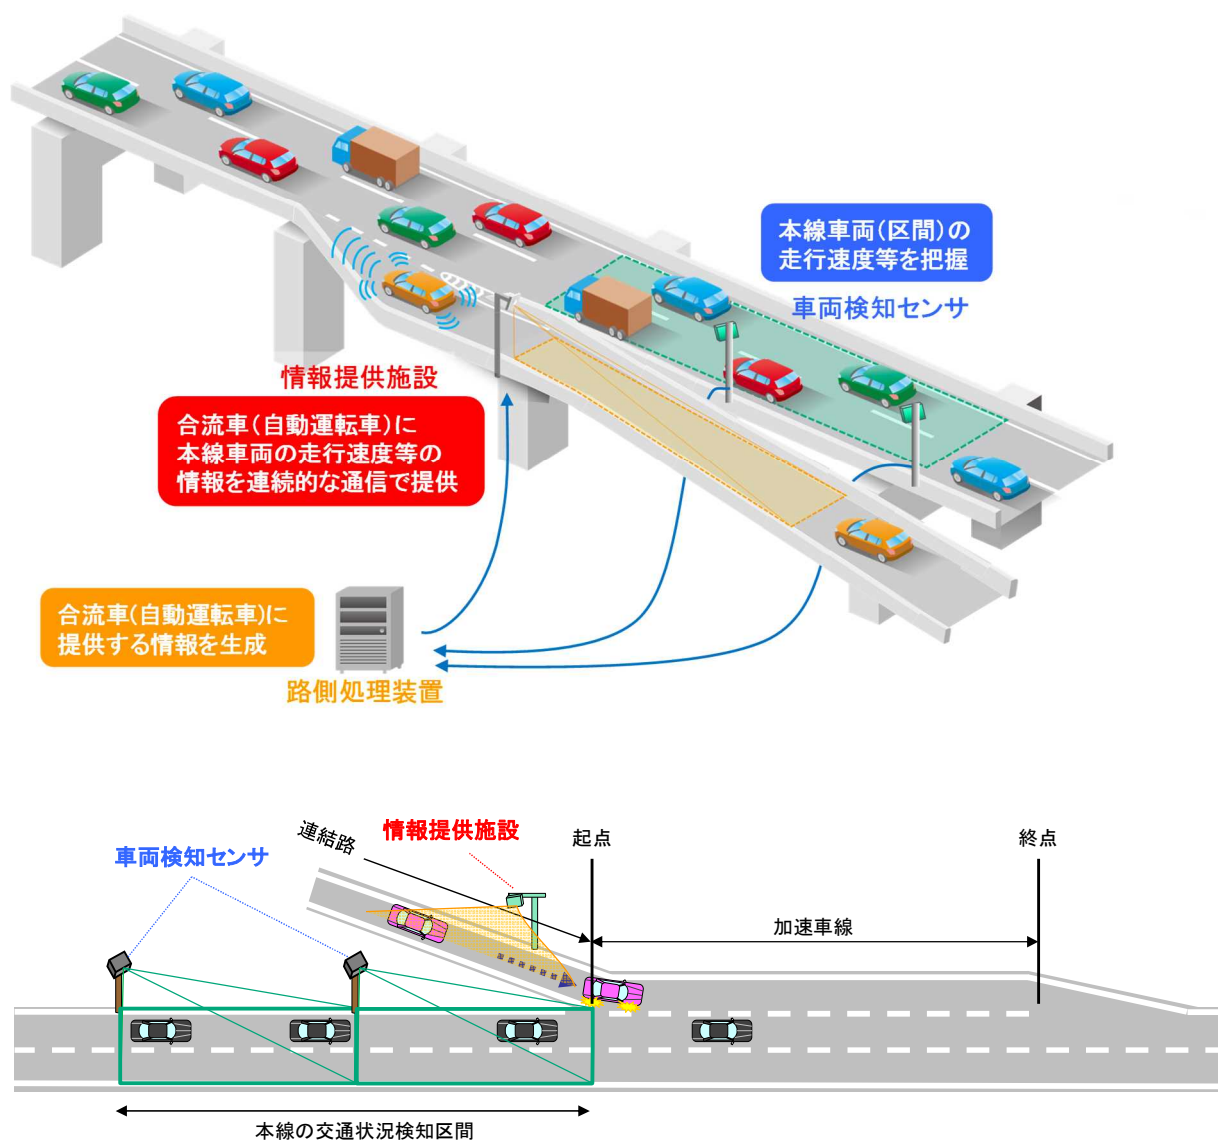 本線車両(区間)の
走行速度等を把握
車両検知センサ
情報提供施設
合流車(自動運転車)に
本線車両の走行速度等の
情報を連続的な通信で提供
合流車(自動運転車)に
提供する情報を生成
路側処理装置
連結路
情報提供施設
起点
終点
車両検知センサ
加速車線
本線の交通状況検知区間